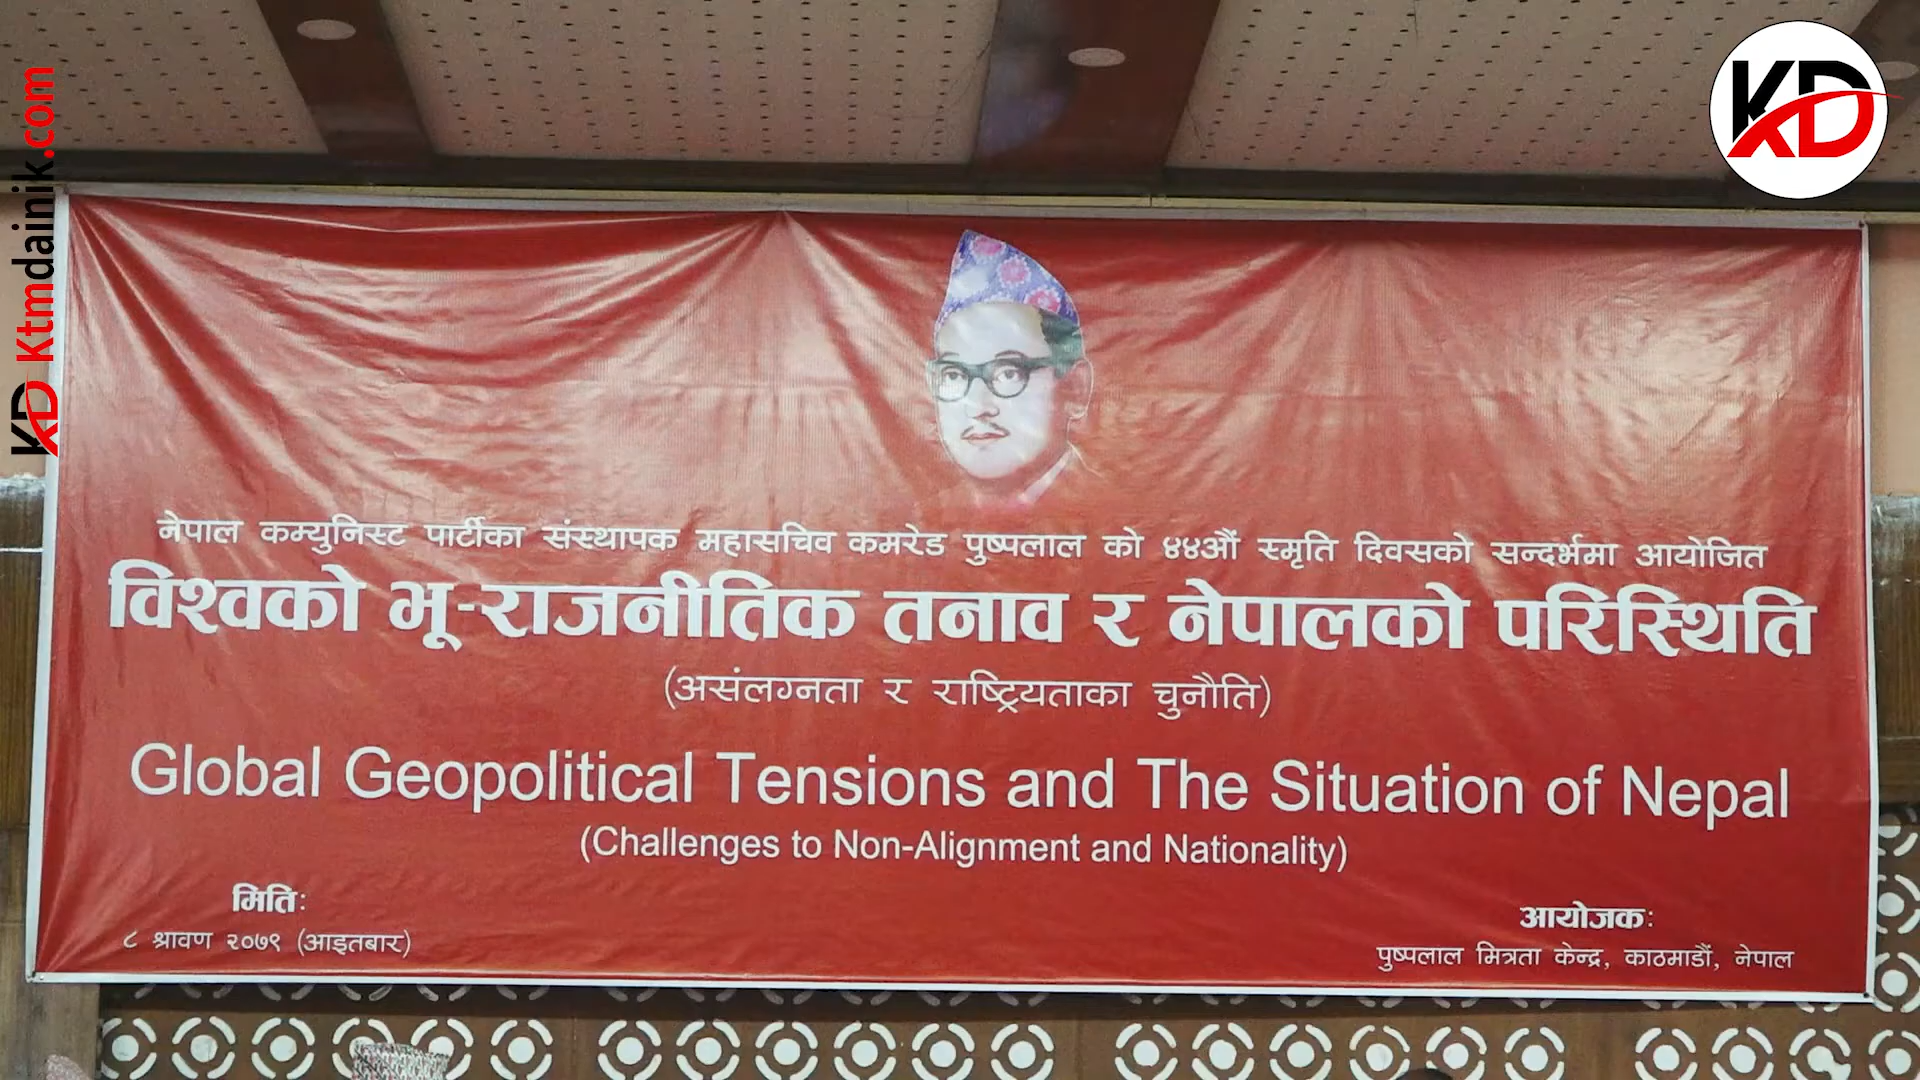 KD Ktmdainik.com
KD
नेपाल कम्युनिस्ट पार्टीका संस्थापक महासचिव कमरेड पुष्पलाल को ४४औं स्मृति दिवसको सन्दर्भमा आयोजित
विश्वको भू-राजनीतिक तनाव र नेपालको परिस्थिति
(असंलग्नता र राष्ट्रियताका चुनौति)
Global Geopolitical Tensions and The Situation of Nepal
(Challenges to Non-Alignment and Nationality)
मितिः
८ श्रावण २०७९ (आइतबार)
आयोजकः
पुष्पलाल मित्रता केन्द्र, काठमाडौं, नेपाल